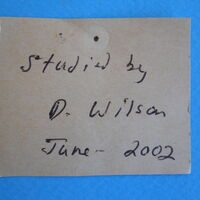 Studied by
D. Wilson
June - 2002